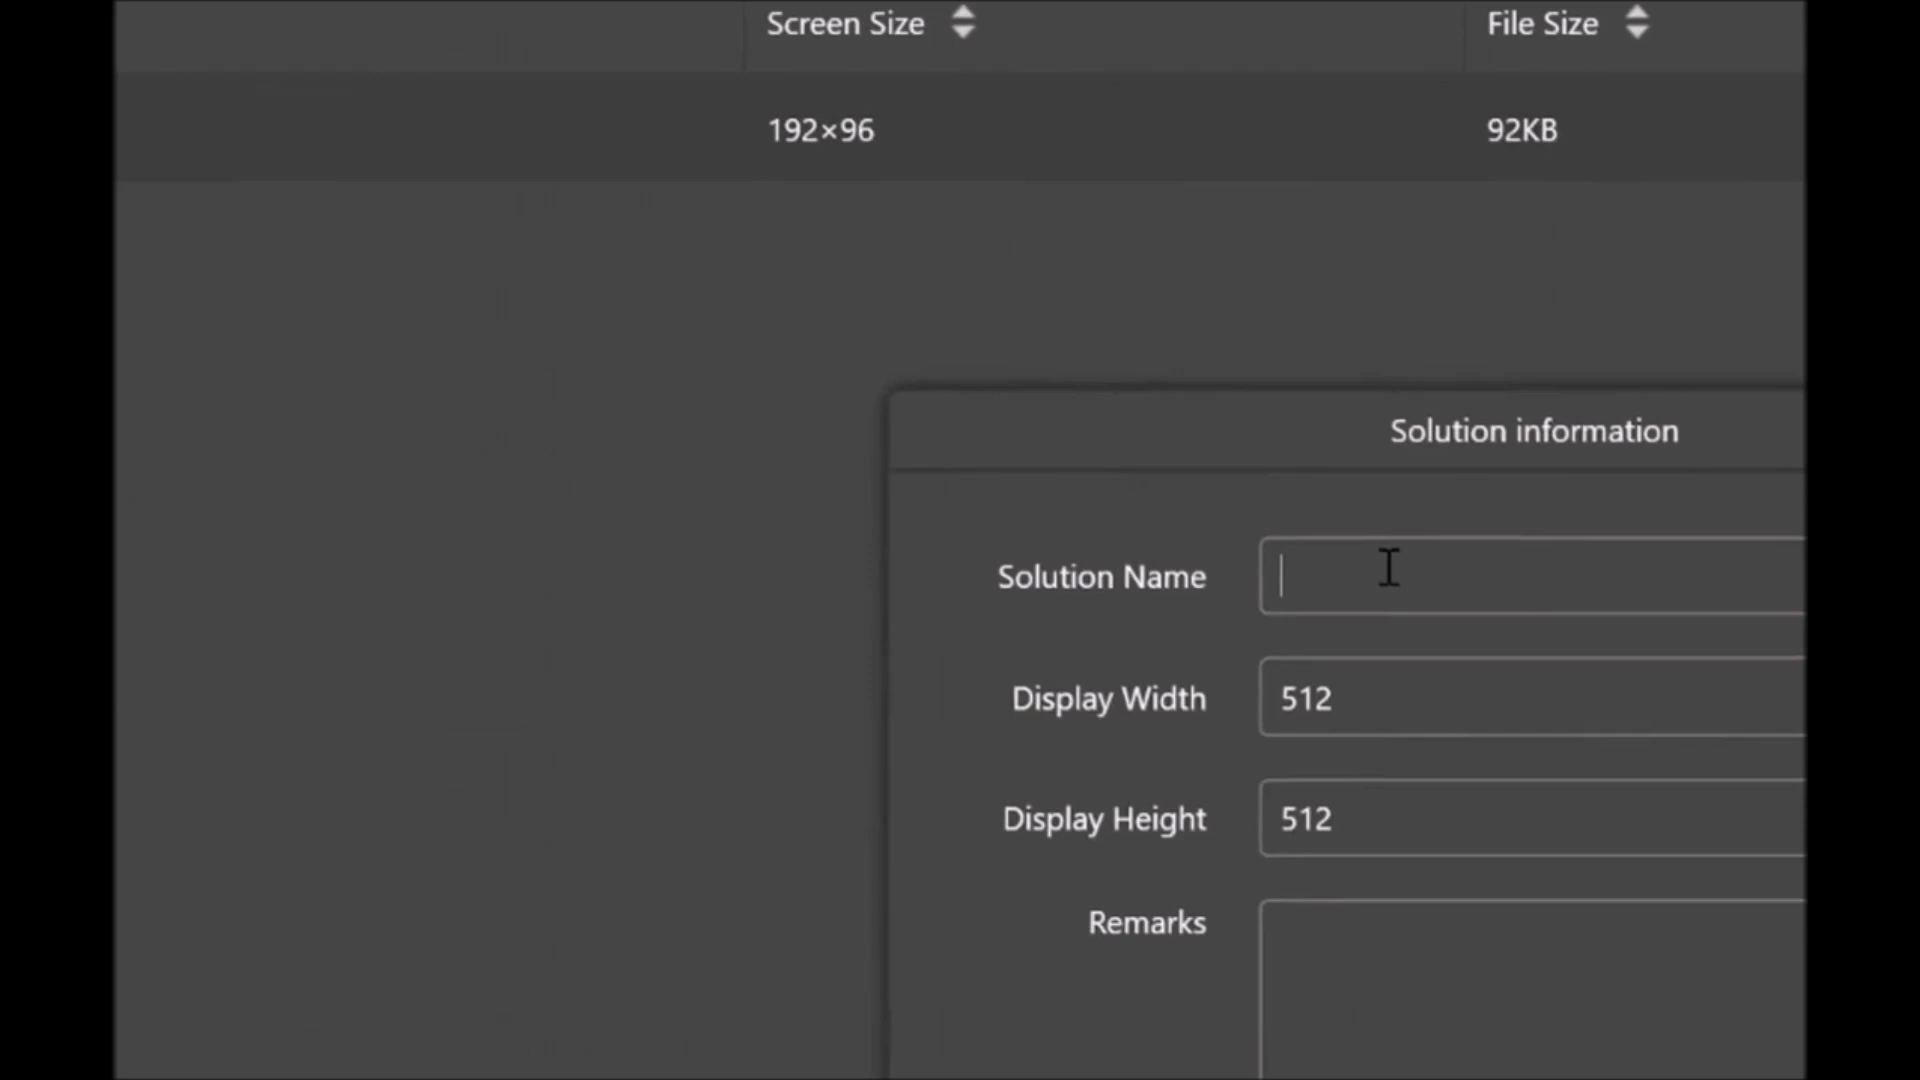 Screen Size File Size
192×96 92KB
Solution information
Solution Name
Display Width 512
Display Height 512
Remarks